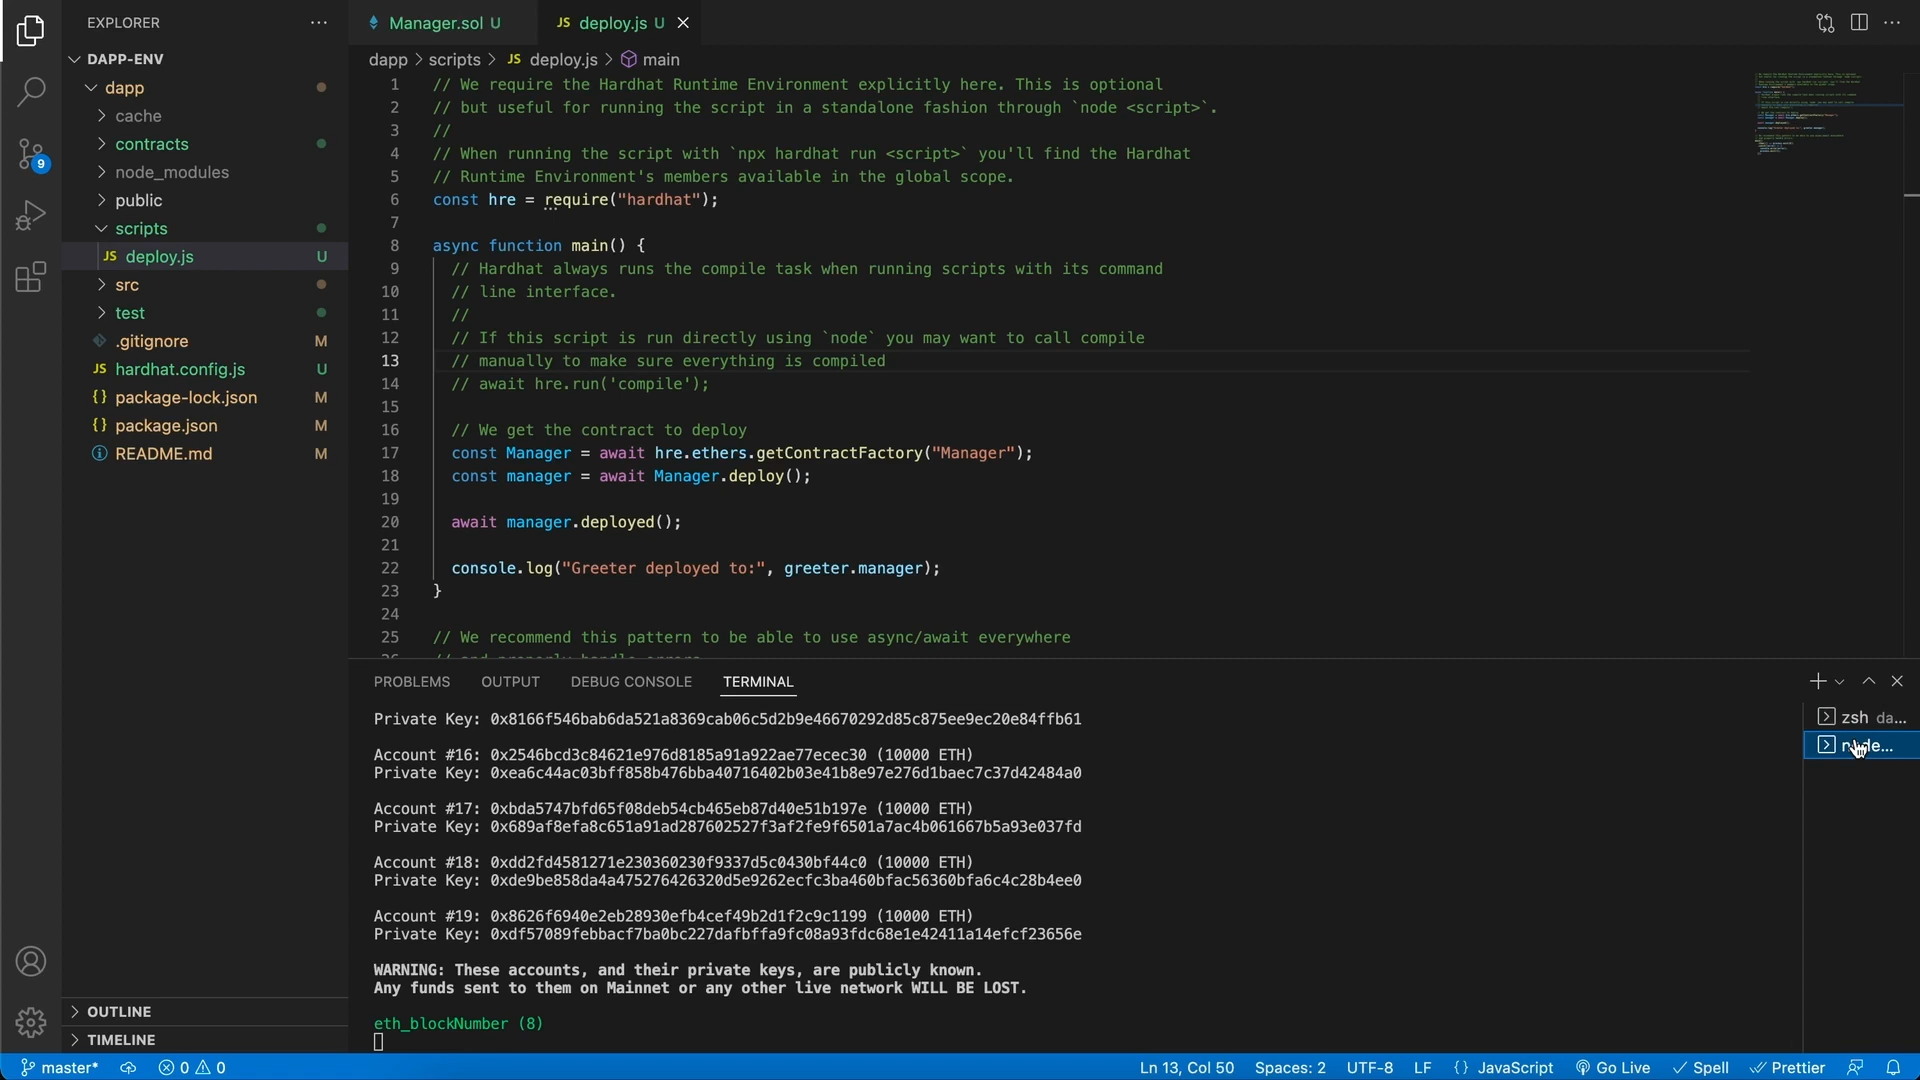 EXPLORER
DAPP-ENV
dapp
cache
contracts
node_modules
public
scripts
JS deploy.js U
src
test
.gitignore M
JS hardhat.config.js U
{} package-lock.json M
{} package.json M
README.md M
OUTLINE
TIMELINE
9
Manager.sol U
JS deploy.js U
dapp > scripts > JS deploy.js > main
1 // We require the Hardhat Runtime Environment explicitly here. This is optional
2 // but useful for running the script in a standalone fashion through `node <script>`.
3 //
4 // When running the script with `npx hardhat run <script>` you'll find the Hardhat
5 // Runtime Environment's members available in the global scope.
6 const hre = require("hardhat");
7
8 async function main() {
9 // Hardhat always runs the compile task when running scripts with its command
10 // line interface.
11 //
12 // If this script is run directly using `node` you may want to call compile
13 // manually to make sure everything is compiled
14 // await hre.run('compile');
15
16 // We get the contract to deploy
17 const Manager = await hre.ethers.getContractFactory("Manager");
18 const manager = await Manager.deploy();
19
20 await manager.deployed();
21
22 console.log("Greeter deployed to:", greeter.manager);
23 }
24
25 // We recommend this pattern to be able to use async/await everywhere
PROBLEMS OUTPUT DEBUG CONSOLE TERMINAL
Private Key: 0x8166f546bab6da521a8369cab06c5d2b9e46670292d85c875ee9ec20e84ffb61
Account #16: 0x2546bcd3c84621e976d8185a91a922ae77ecec30 (10000 ETH)
Private Key: 0xea6c44ac03bff858b476bba40716402b03e41b8e97e276d1baec7c37d42484a0
Account #17: 0xbda5747bfd65f08deb54cb465eb87d40e51b197e (10000 ETH)
Private Key: 0x689af8efa8c651a91ad287602527f3af2fe9f6501a7ac4b061667b5a93e037fd
Account #18: 0xdd2fd4581271e230360230f9337d5c0430bf44c0 (10000 ETH)
Private Key: 0xde9be858da4a475276426320d5e9262ecfc3ba460bfac56360bfa6c4c28b4ee0
Account #19: 0x8626f6940e2eb28930efb4cef49b2d1f2c9c1199 (10000 ETH)
Private Key: 0xdf57089febbacf7ba0bc227dafbffa9fc08a93fdc68e1e42411a14efcf23656e
WARNING: These accounts, and their private keys, are publicly known.
Any funds sent to them on Mainnet or any other live network WILL BE LOST.
eth_blockNumber (8)
zsh da...
master* 0 0
Ln 13, Col 50 Spaces: 2 UTF-8 LF {} JavaScript Go Live Spell Prettier